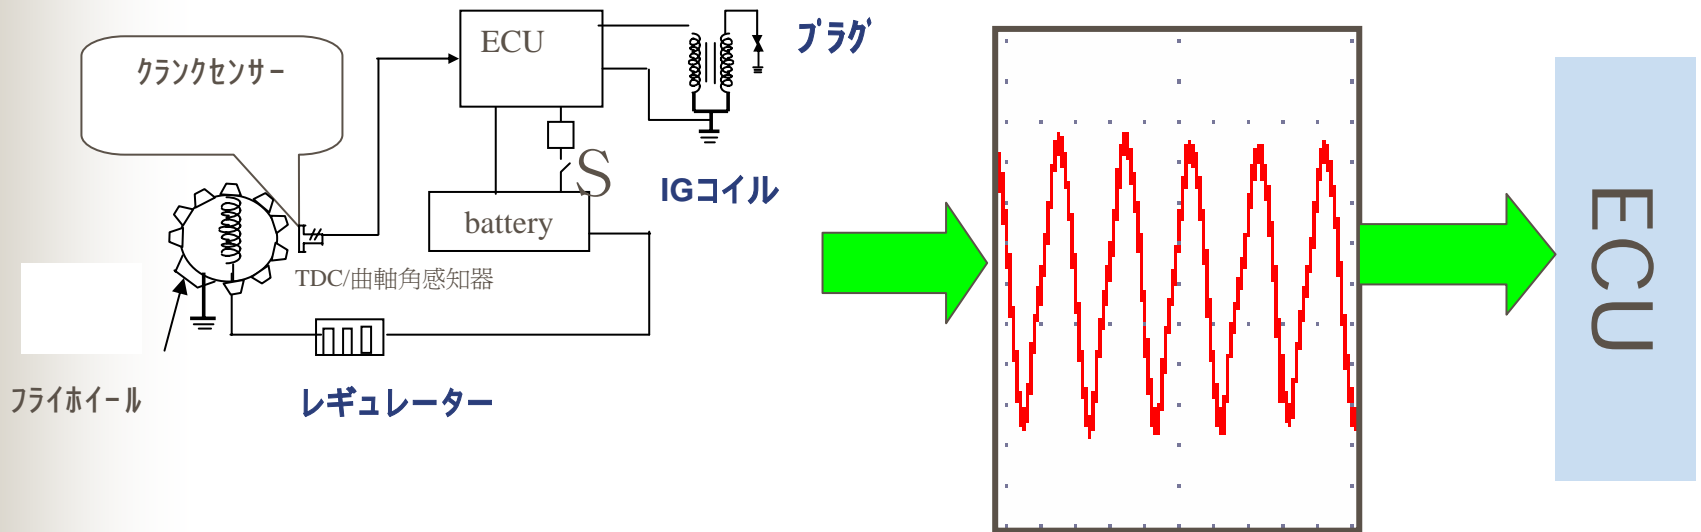 クランクセンサー
ECU
プラグ
S
IGコイル
battery
TDC/曲軸角感知器
フライホイール
レギュレーター
ECU